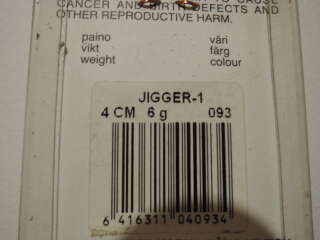 CANCER AND BIRTH DEFECTS AND
OTHER REPRODUCTIVE HARM.
paino väri
vikt färg
weight colour
JIGGER-1
4 CM 6 g 093
6 416311 040934